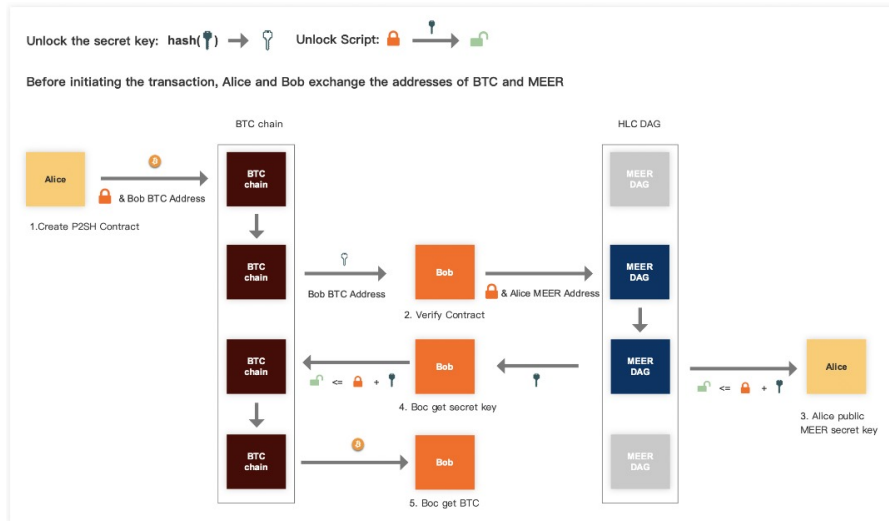 Unlock the secret key: hash( )
Unlock Script:
Before initiating the transaction, Alice and Bob exchange the addresses of BTC and MEER
BTC chain
HLC DAG
Alice
& Bob BTC Address
BTC
chain
MEER
DAG
1.Create P2SH Contract
BTC
chain
Bob BTC Address
Bob
& Alice MEER Address
MEER
DAG
2. Verify Contract
BTC
chain
<= +
Bob
MEER
DAG
<= +
Alice
4. Boc get secret key
3. Alice public
MEER secret key
BTC
chain
Bob
MEER
DAG
5. Boc get BTC